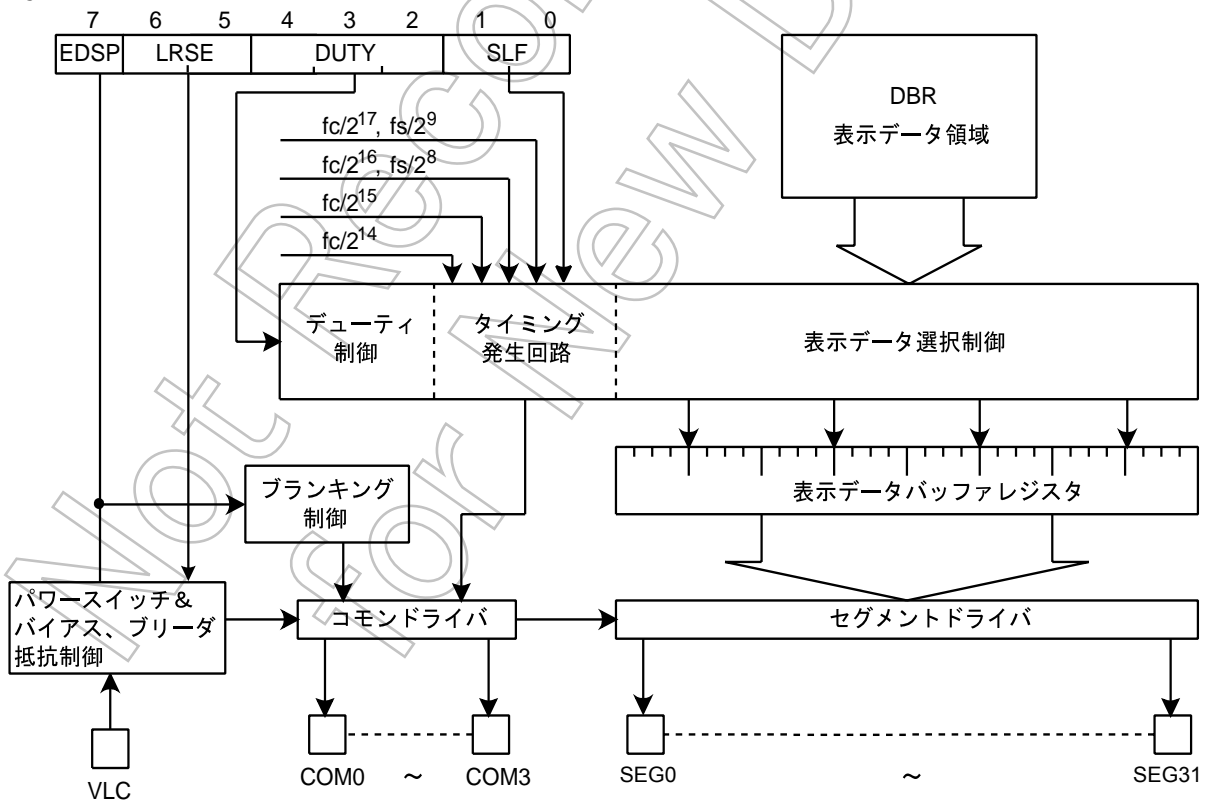 7 6 5 4 3 2 1 0
EDSP LRSE DUTY SLF
fc/2^17, fs/2^9
fc/2^16, fs/2^8
fc/2^15
fc/2^14
DBR
表示データ領域
デューティ
制御
タイミング
発生回路
表示データ選択制御
ブランキング
制御
表示データバッファレジスタ
パワースイッチ&
バイアス、ブリーダ
抵抗制御
コモンドライバ
セグメントドライバ
VLC
COM0 ~ COM3
SEG0 ~ SEG31
Not Recom
for New D